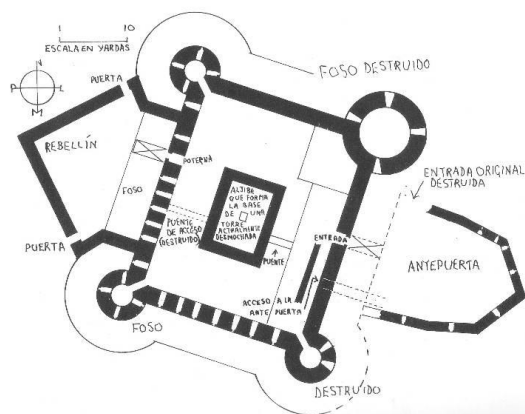 1 10
ESCALA EN YARDAS
N
P L
M
PUERTA
FOSO DESTRUIDO
REBELLÍN
POTERNA
FOSO
ALJIBE
QUE FORMA
LA BASE
DE UNA
TORRE
ACTUALMENTE
DESMOCHADA
ENTRADA ORIGINAL
DESTRUIDA
PUENTE
DE ACCESO
(DESTRUIDO)
PUERTA
PUENTE
ENTRADA
ANTEPUERTA
ACCESO A LA
ANTE PUERTA
FOSO
DESTRUIDO